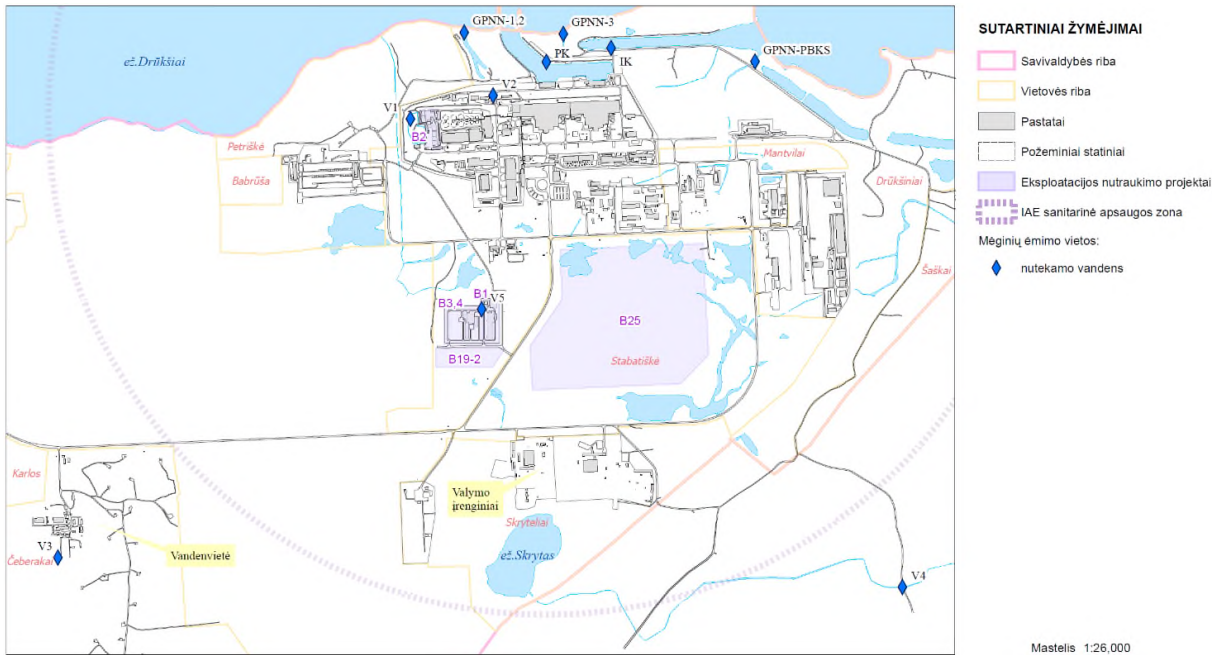 GPNN-1,2
GPNN-3
GPNN-PBKS
PK
IK
ež.Drūkšiai
V2
V1
B2
Petriškė
Babrūša
Mantvilai
Drūkšiniai
Šaškai
B1
B3,4
V5
B19-2
B25
Stabatiškė
Karlos
Valymo
įrenginiai
Skryteliai
ež.Skrytas
V3
Čeberakai
Vandenvietė
V4
SUTARTINIAI ŽYMĖJIMAI
Savivaldybės riba
Vietovės riba
Pastatai
Požeminiai statiniai
Eksploatacijos nutraukimo projektai
IAE sanitarinė apsaugos zona
Mėginių ėmimo vietos:
nutekamo vandens
Mastelis 1:26,000